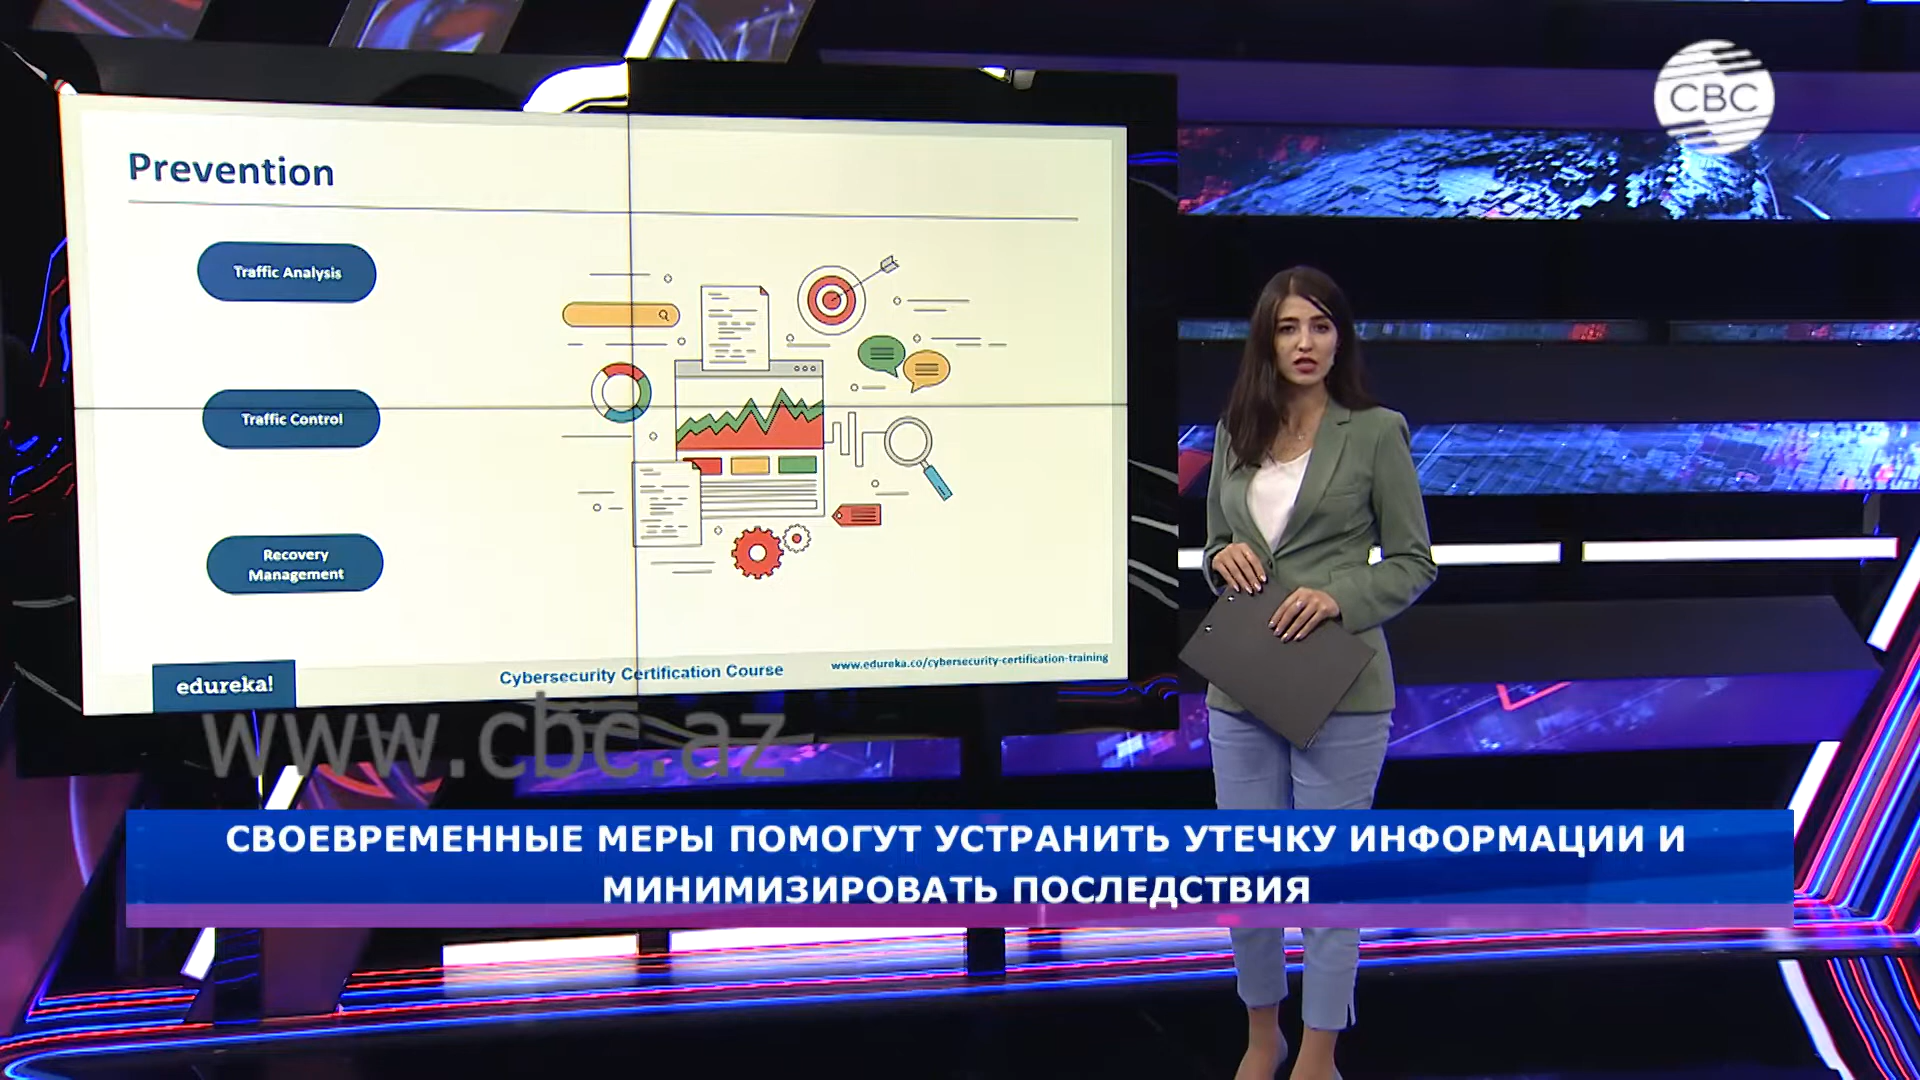 CBC
Prevention
Traffic Analysis
Traffic Control
Recovery
Management
edureka!
Cybersecurity Certification Course
www.edureka.co/cybersecurity-certification-training
www.cbc.az
СВОЕВРЕМЕННЫЕ МЕРЫ ПОМОГУТ УСТРАНИТЬ УТЕЧКУ ИНФОРМАЦИИ И
МИНИМИЗИРОВАТЬ ПОСЛЕДСТВИЯ